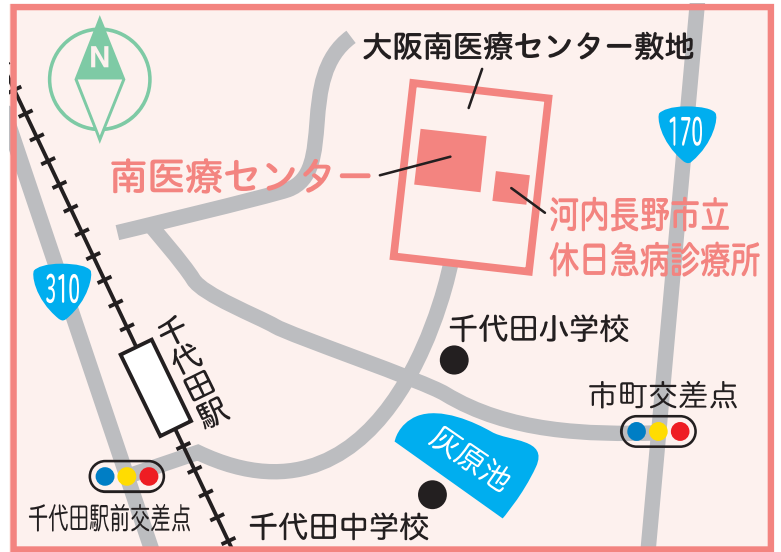 N
大阪南医療センター敷地
170
南医療センター
河内長野市立
休日急病診療所
310
千代田駅
千代田小学校
市町交差点
灰原池
千代田駅前交差点
千代田中学校